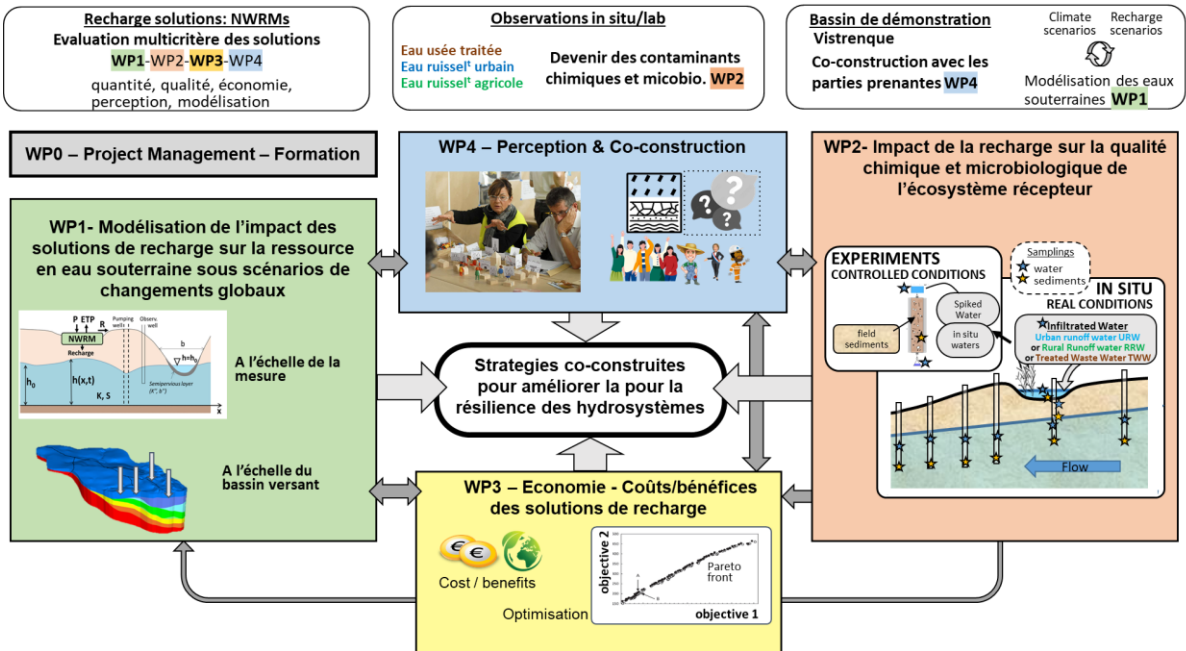 Recharge solutions: NWRMs
Evaluation multicritère des solutions
WP1-WP2-WP3-WP4
quantité, qualité, économie,
perception, modélisation
Observations in situ/lab
Eau usée traitée
Eau ruisselᵗ urbain
Eau ruisselᵗ agricole
Devenir des contaminants
chimiques et micobio. WP2
Bassin de démonstration
Vistrenque
Co-construction avec les
parties prenantes WP4
Climate
scenarios
Recharge
scenarios
Modélisation des eaux
souterraines WP1
WP0 – Project Management – Formation
WP4 – Perception & Co-construction
WP2- Impact de la recharge sur la qualité
chimique et microbiologique de
l'écosystème récepteur
WP1- Modélisation de l'impact des
solutions de recharge sur la ressource
en eau souterraine sous scénarios de
changements globaux
P ETP
R
Pumping
wells
Observ.
well
NWRM
Recharge
b
h=h₀
h₀
h(x,t)
Semipervious layer
K, S
x
A l'échelle de la
mesure
A l'échelle du
bassin versant
? ? ?
Strategies co-construites
pour améliorer la pour la
résilience des hydrosystèmes
EXPERIMENTS
CONTROLLED CONDITIONS
Samplings
water
sediments
field
sediments
Spiked
Water
in situ
waters
IN SITU
REAL CONDITIONS
Infiltrated Water
Urban runoff water URW
or Rural Runoff water RRW
or Treated Waste Water TWW
Flow
WP3 – Economie - Coûts/bénéfices
des solutions de recharge
€ €
Cost / benefits
Optimisation
objective 2
Pareto
front
A
B
objective 1